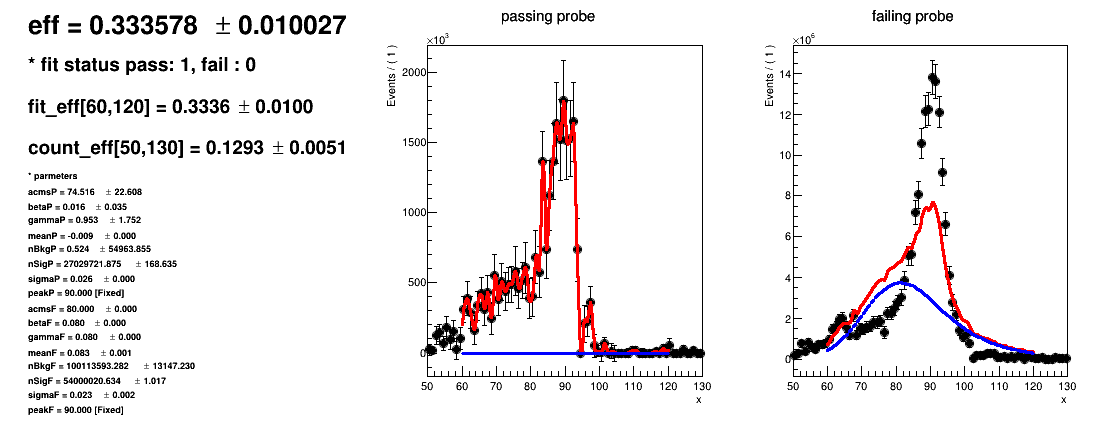 eff = 0.333578 ± 0.010027
* fit status pass: 1, fail : 0
fit_eff[60,120] = 0.3336 ± 0.0100
count_eff[50,130] = 0.1293 ± 0.0051
* parmeters
acmsP = 74.516 ± 22.608
betaP = 0.016 ± 0.035
gammaP = 0.953 ± 1.752
meanP = -0.009 ± 0.000
nBkgP = 0.524 ± 54963.855
nSigP = 27029721.875 ± 168.635
sigmaP = 0.026 ± 0.000
peakP = 90.000 [Fixed]
acmsF = 80.000 ± 0.000
betaF = 0.080 ± 0.000
gammaF = 0.080 ± 0.000
meanF = 0.083 ± 0.001
nBkgF = 100113593.282 ± 13147.230
nSigF = 54000020.634 ± 1.017
sigmaF = 0.023 ± 0.002
peakF = 90.000 [Fixed]
passing probe
×10³
Events / ( 1 )
2000
1500
1000
500
0
50 60 70 80 90 100 110 120 130
x
failing probe
×10⁶
Events / ( 1 )
14
12
10
8
6
4
2
0
50 60 70 80 90 100 110 120 130
x